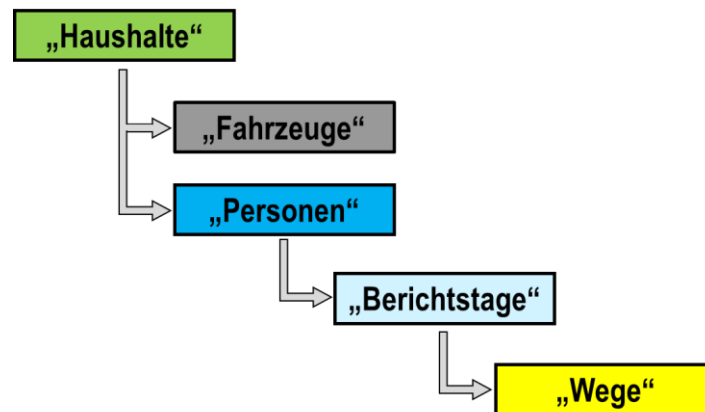 „Haushalte“
„Fahrzeuge“
„Personen“
„Berichtstage“
„Wege“